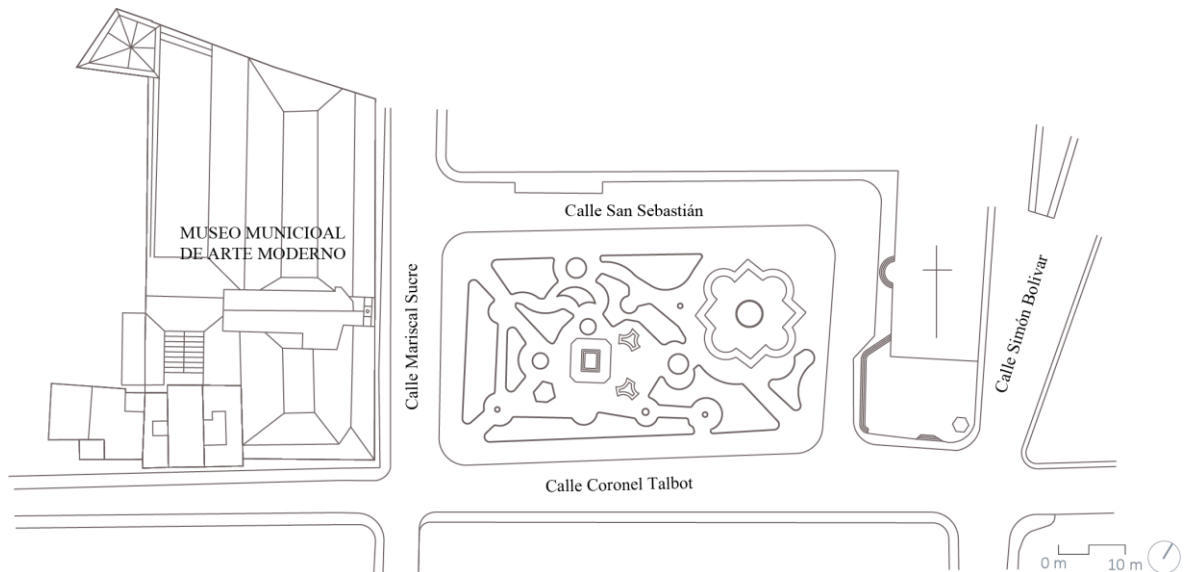 Calle San Sebastián
MUSEO MUNICIOAL
DE ARTE MODERNO
Calle Mariscal Sucre
Calle Simón Bolivar
Calle Coronel Talbot
0 m
10 m